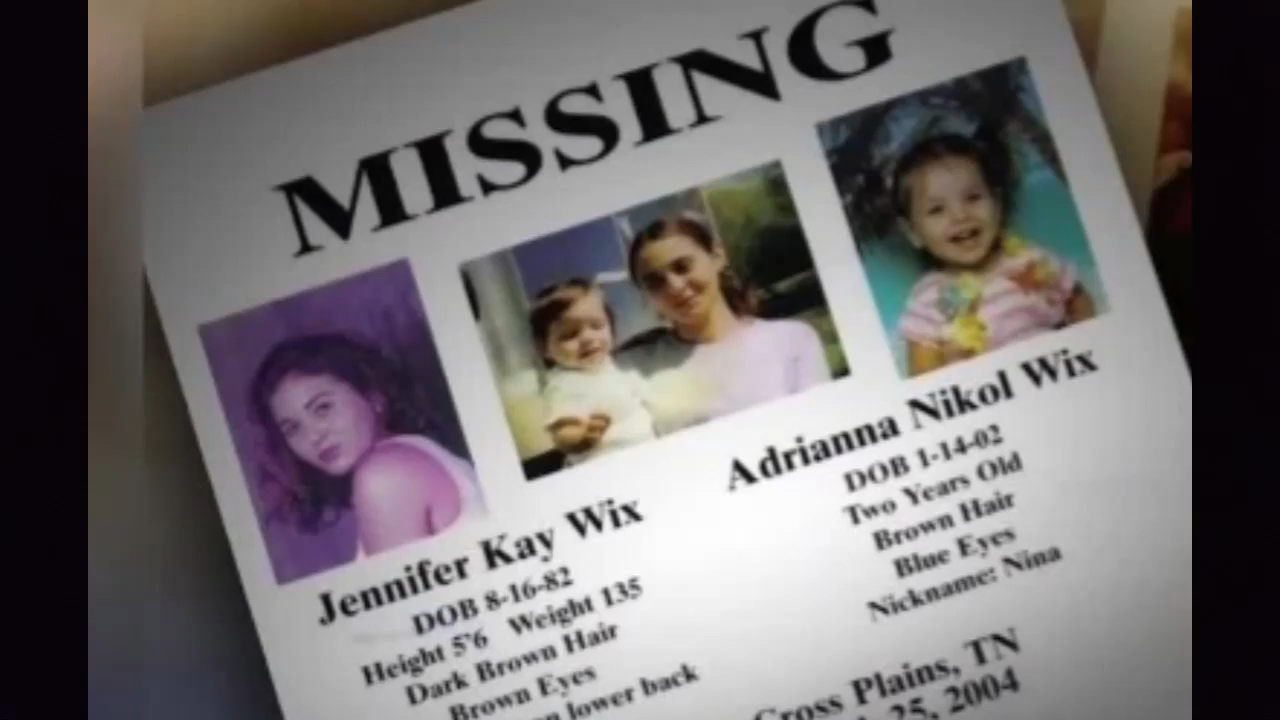 MISSING
Jennifer Kay Wix
DOB 8-16-82
Height 5'6 Weight 135
Dark Brown Hair
Brown Eyes
lower back
Adrianna Nikol Wix
DOB 1-14-02
Two Years Old
Brown Hair
Blue Eyes
Nickname: Nina
Cross Plains, TN
25, 2004